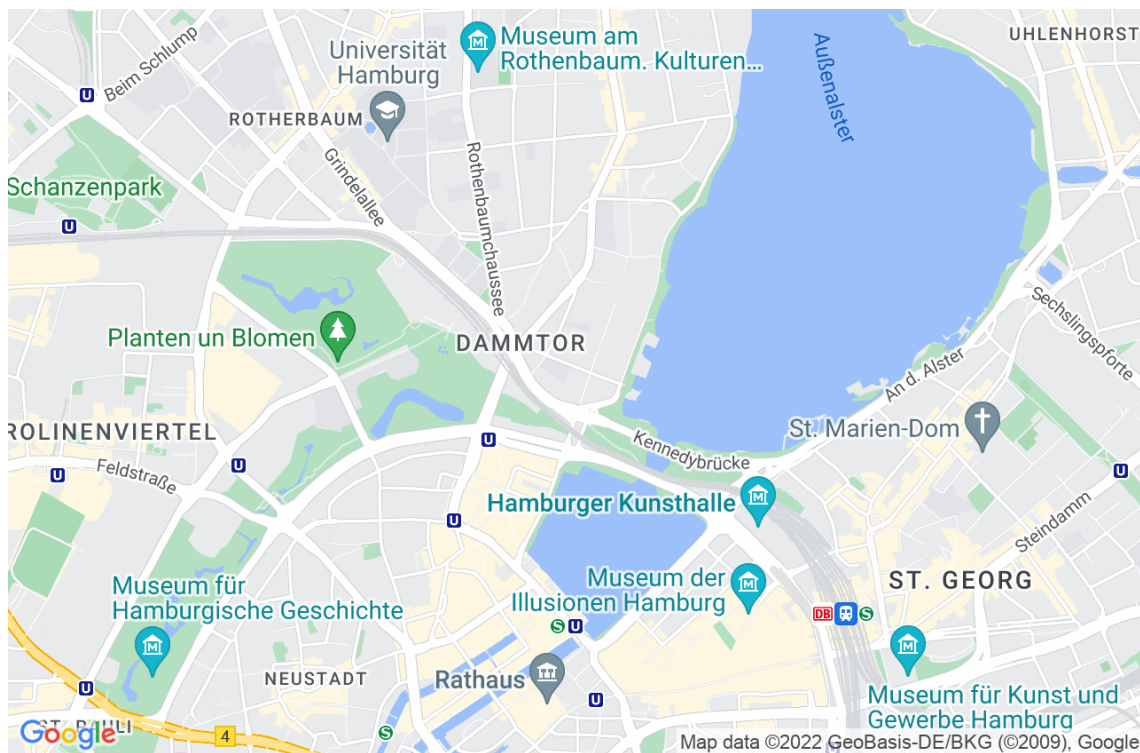 Museum am
Rothenbaum. Kulturen...
UHLENHORST
Universität
Hamburg
Beim Schlump
U
Außenalster
ROTHERBAUM
Grindelallee
Rothenbaumchaussee
Schanzenpark
U
Sechslingspforte
Planten un Blomen
DAMMTOR
An d. Alster
ROLINENVIERTEL
St. Marien-Dom
U
Kennedybrücke
Feldstraße
U
U
U
Hamburger Kunsthalle
U
Steindamm
Museum für
Hamburgische Geschichte
Museum der
Illusionen Hamburg
ST. GEORG
DB
S
S U
NEUSTADT
Rathaus
U
U
Museum für Kunst und
Gewerbe Hamburg
ST. PAULI
Google
4
Map data ©2022 GeoBasis-DE/BKG (©2009), Google